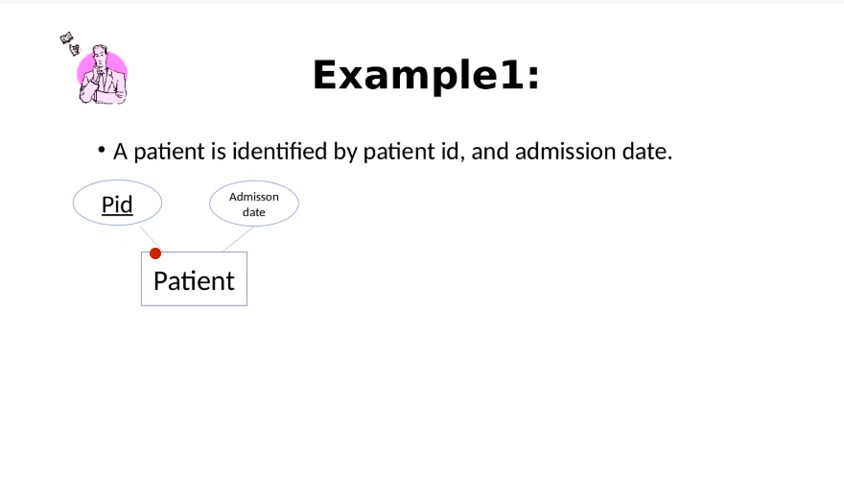 Example1:
• A patient is identified by patient id, and admission date.
Pid
Admisson
date
Patient